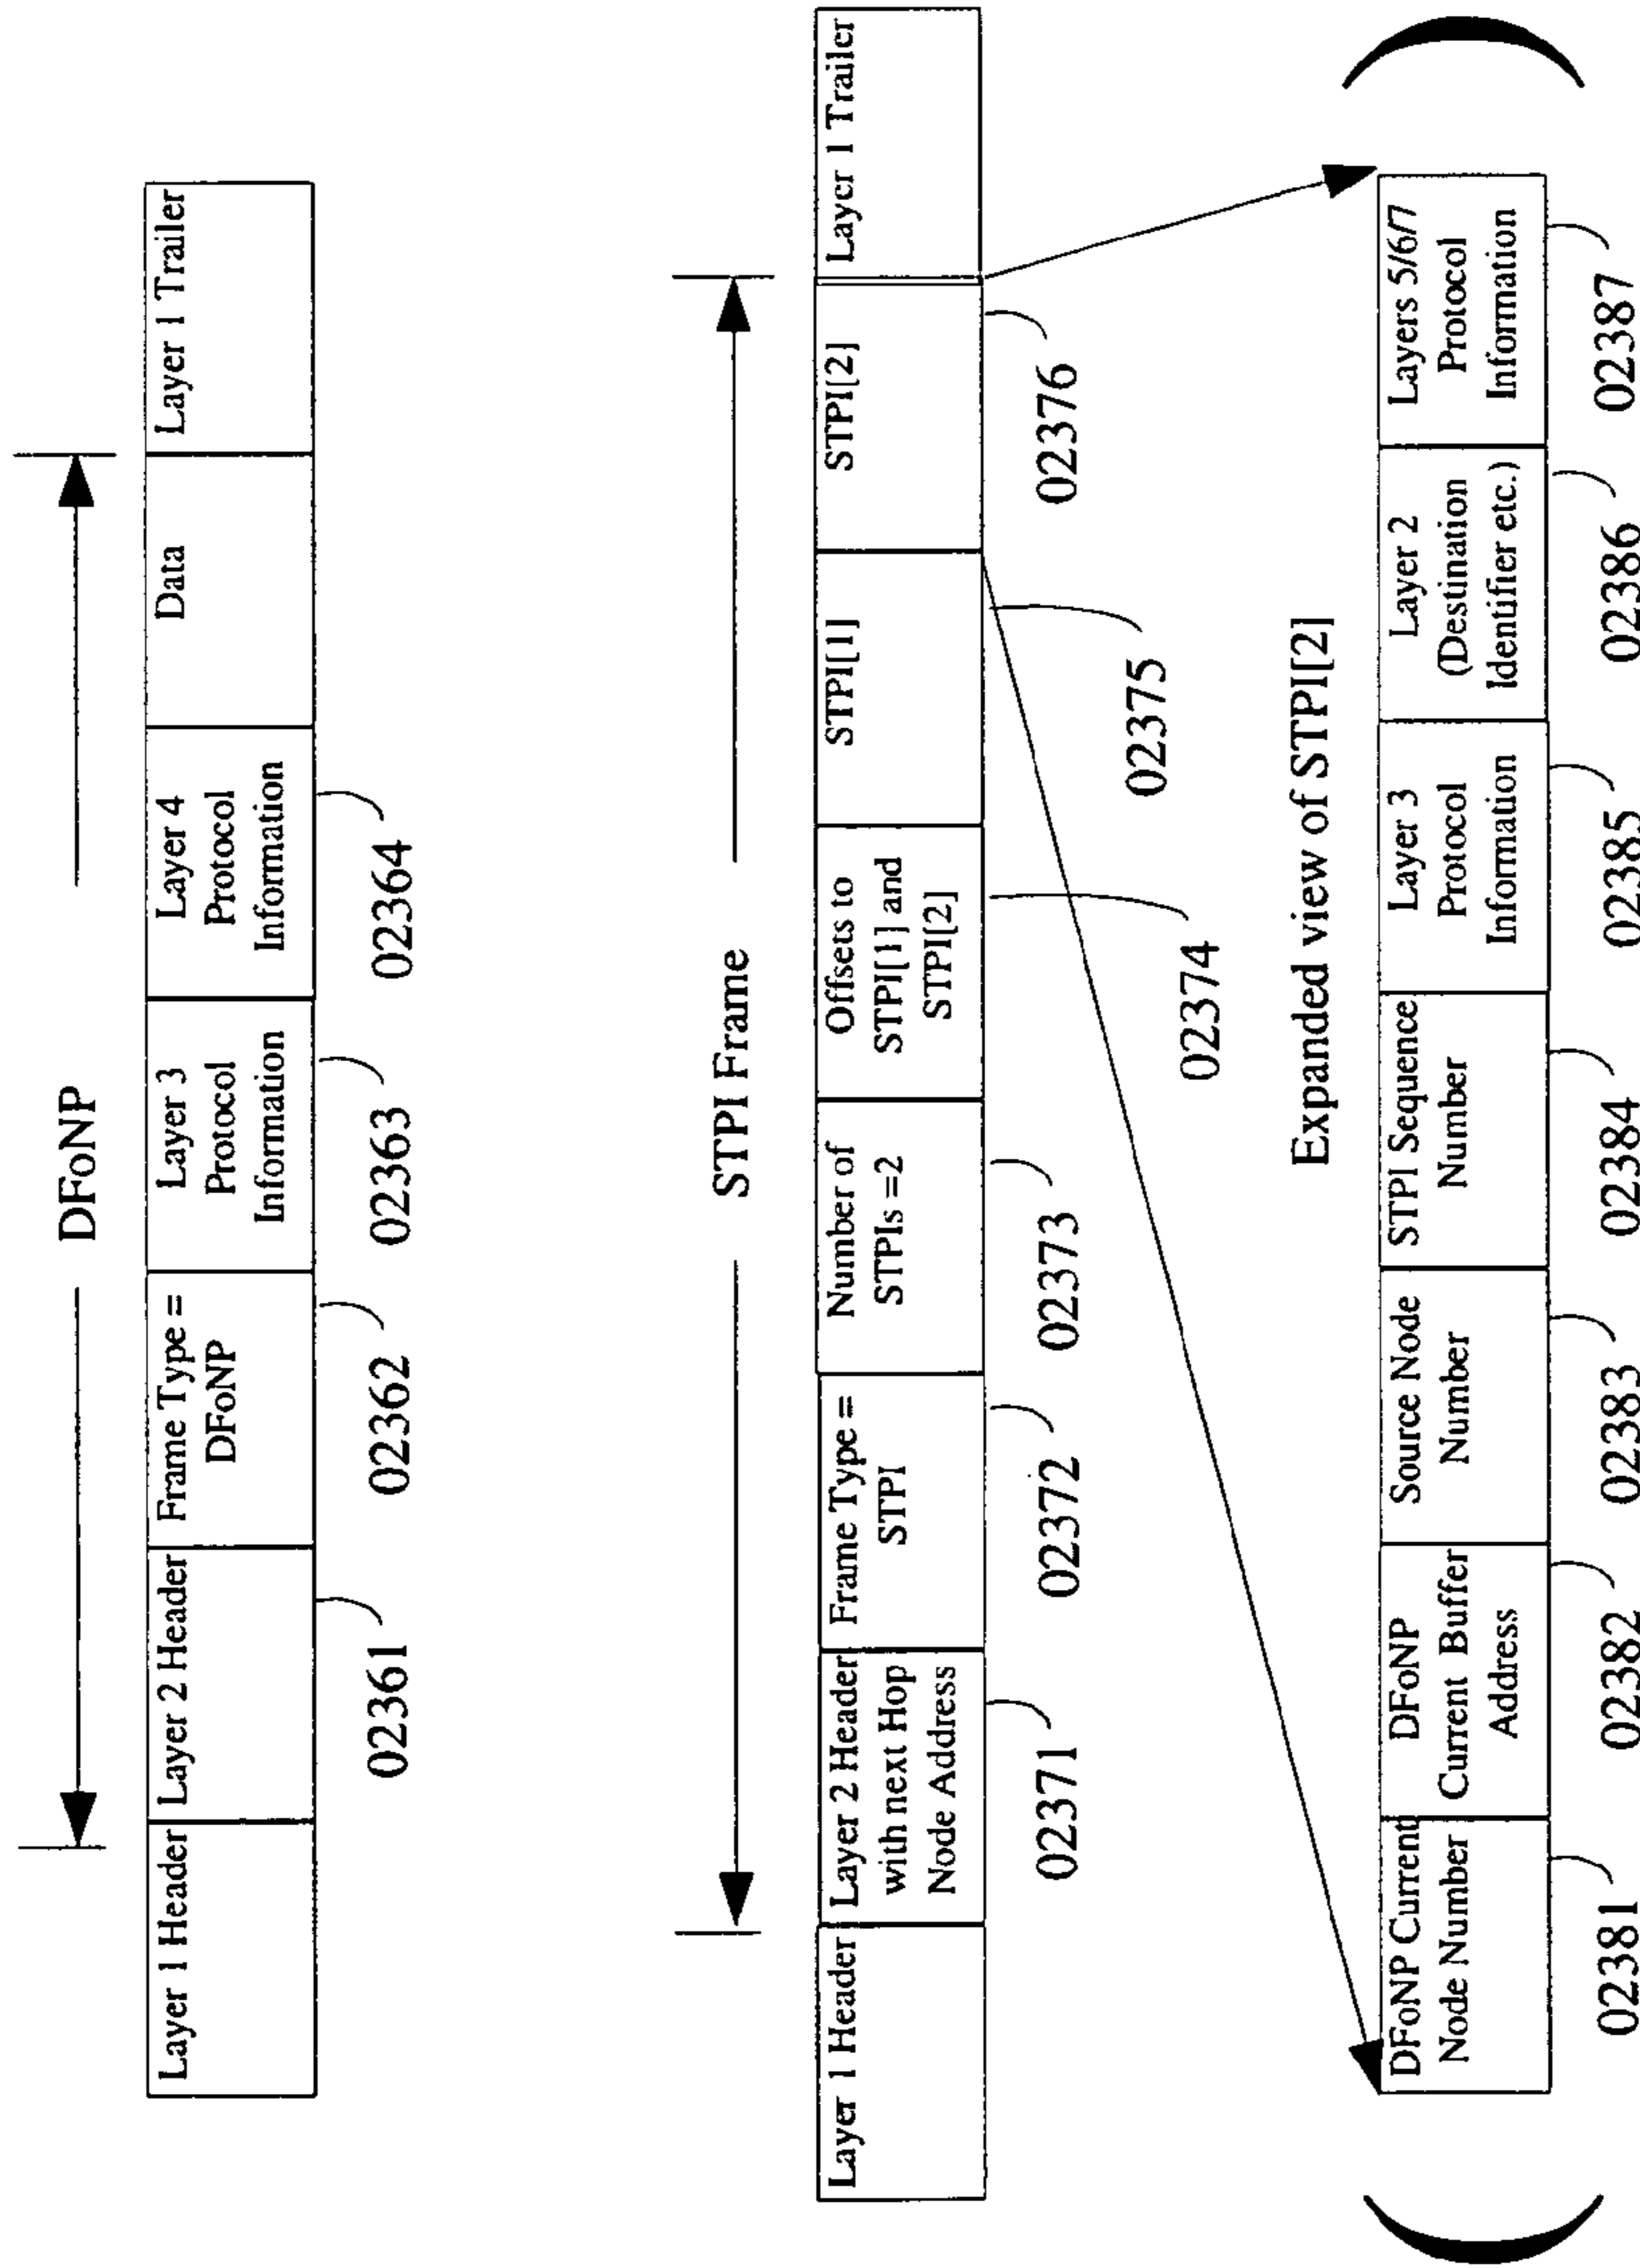 DFoNP
Layer 1 Header
Layer 2 Header
Frame Type =
DFoNP
Layer 3
Protocol
Information
Layer 4
Protocol
Information
Data
Layer 1 Trailer
02361
02362
02363
02364
STPI Frame
Layer 1 Header
Layer 2 Header
with next Hop
Node Address
Frame Type =
STPI
Number of
STPIs =2
Offsets to
STPI[1] and
STPI[2]
STPI[1]
STPI[2]
Layer 1 Trailer
02371
02372
02373
02374
02375
02376
Expanded view of STPI[2]
DFoNP Current
Node Number
DFoNP
Current Buffer
Address
Source Node
Number
STPI Sequence
Number
Layer 3
Protocol
Information
Layer 2
(Destination
Identifier etc.)
Layers 5/6/7
Protocol
Information
02381
02382
02383
02384
02385
02386
02387